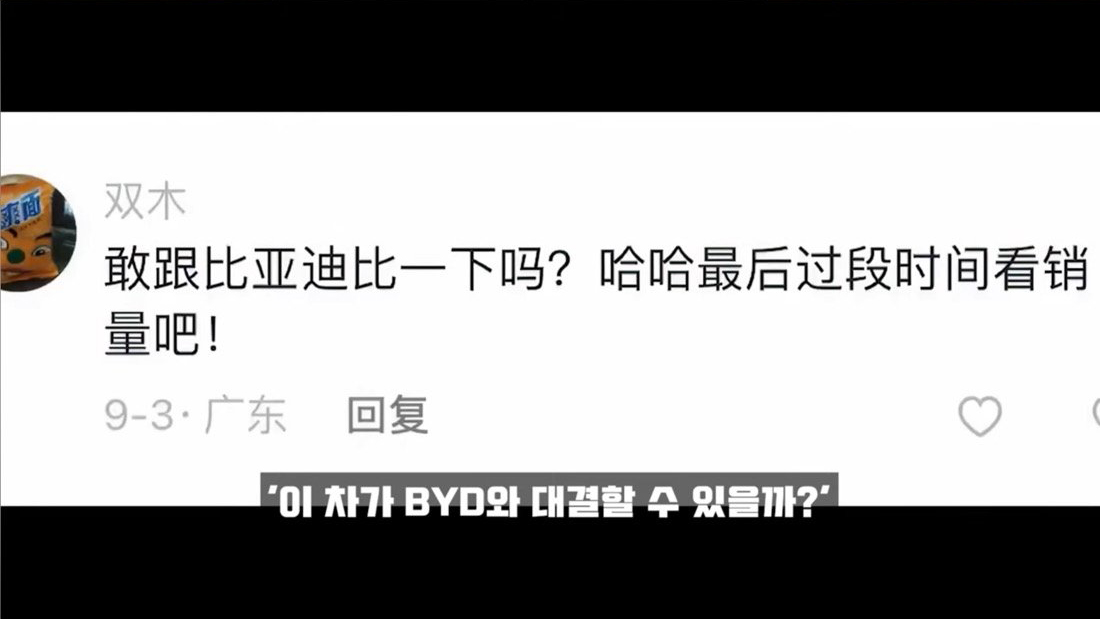 爽面
双木
敢跟比亚迪比一下吗？哈哈最后过段时间看销
量吧！
9-3· 广东 回复
'이 차가 BYD와 대결할 수 있을까?'